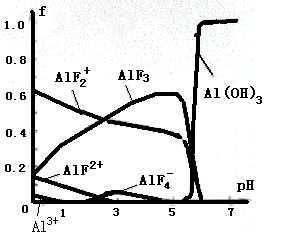 f
1.0
0.8
AlF₂⁺
AlF₃
0.6
Al(OH)₃
0.4
0.2
AlF²⁺
AlF₄⁻
pH
0
1
3
5
7
Al³⁺